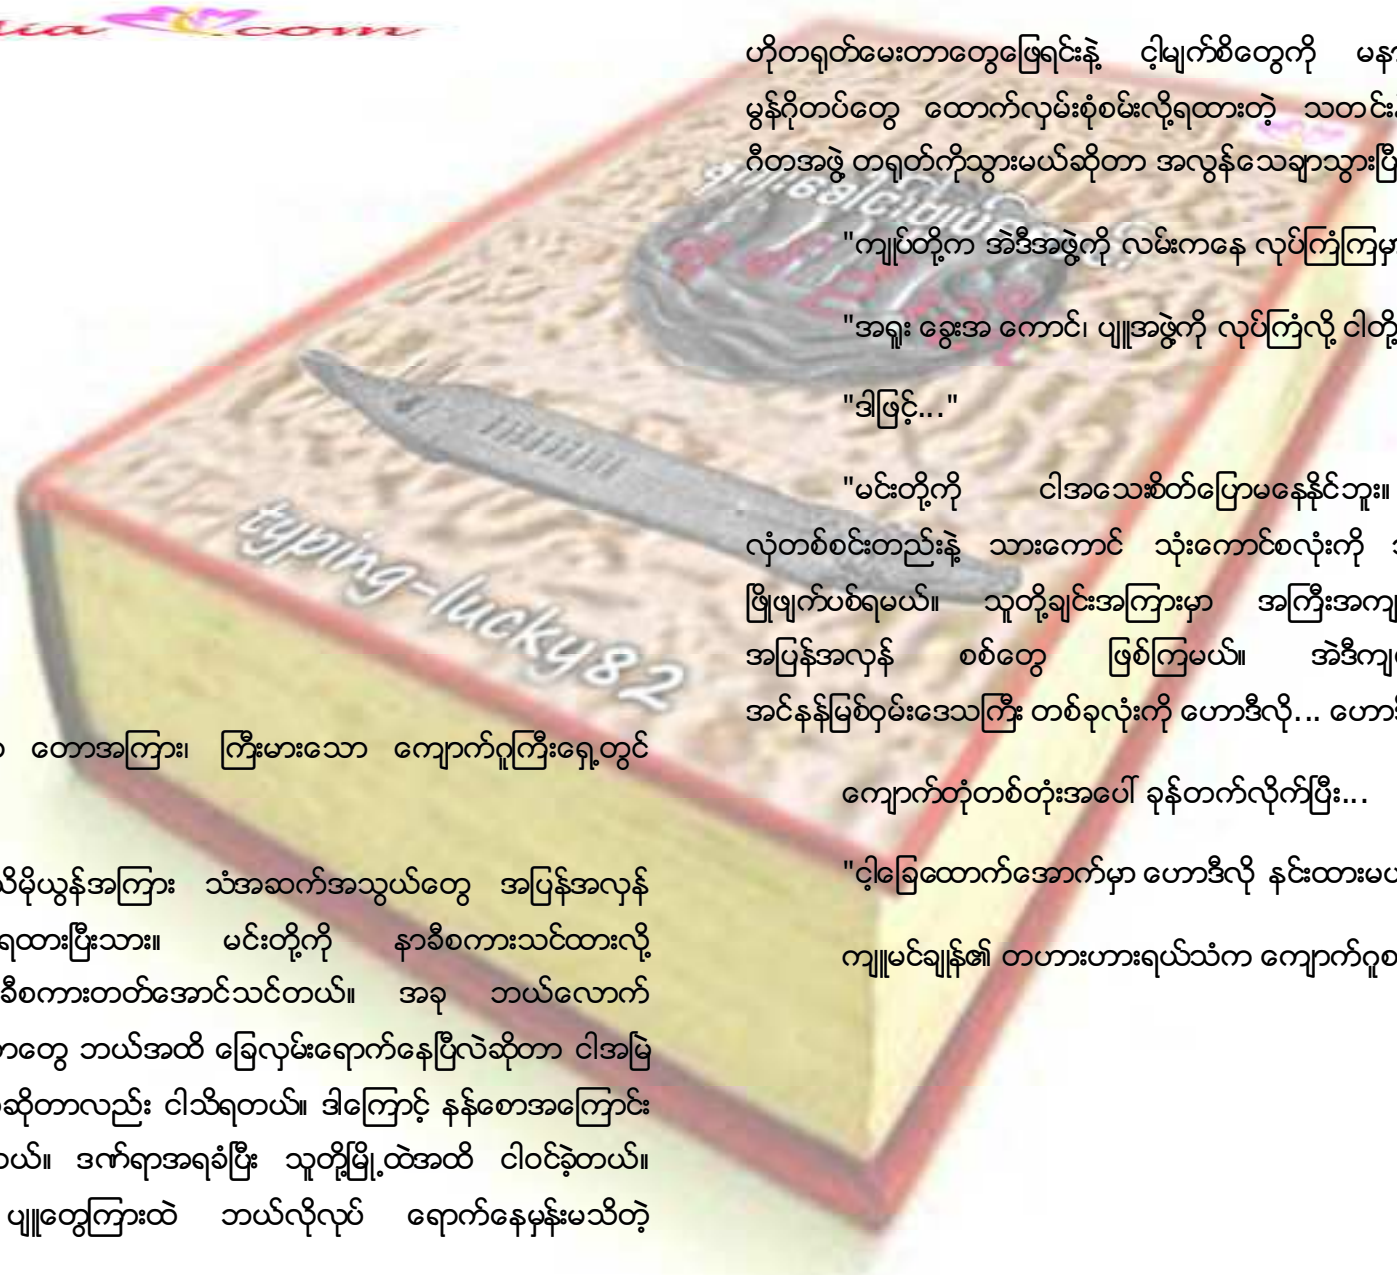 .com
တောအကြား၊ ကြီးမားသော ကျောက်ဂူကြီးရှေ့တွင်
သိမိုယွန်အကြား သံအဆက်အသွယ်တွေ အပြန်အလှန်
ရထားပြီးသား။ မင်းတို့ကို နာခီစကားသင်ထားလို့
ခီစကားတတ်အောင်သင်တယ်။ အခု ဘယ်လောက်
ဘယ်အထိ ခြေလှမ်းရောက်နေပြီလဲဆိုတာ ငါအမြဲ
ဆိုတာလည်း ငါသိရတယ်။ ဒါကြောင့် နန်စောအကြောင်း
တယ်။ ဒဏ်ရာအရခံပြီး သူတို့မြို့ထဲအထိ ငါဝင်ခဲ့တယ်။
ပျူတွေကြားထဲ ဘယ်လိုလုပ် ရောက်နေမှန်းမသိတဲ့
ဟိုတရုတ်မေးတာတွေဖြေရင်းနဲ့ ငါ့မျက်စိတွေကို
မွန်ဂိုတပ်တွေ ထောက်လှမ်းစုံစမ်းလို့ရထားတဲ့
ဂီတအဖွဲ့ တရုတ်ကိုသွားမယ်ဆိုတာ အလွန်သေချာသွားပြီ
"ကျုပ်တို့က အဲဒီအဖွဲ့ကို လမ်းကနေ လုပ်ကြံကြမှာ
"အရူး ခွေးအ ကောင်၊ ပျူအဖွဲ့ကို လုပ်ကြံလို့ ငါတို့
"ဒါဖြင့်..."
"မင်းတို့ကို ငါအသေးစိတ်ပြောမနေနိုင်ဘူး။
လှံတစ်စင်းတည်းနဲ့ သားကောင် သုံးကောင်စလုံးကို
ဖြိုဖျက်ပစ်ရမယ်။ သူတို့ချင်းအကြားမှာ
အပြန်အလှန် စစ်တွေ ဖြစ်ကြမယ်။
အင်နန်မြစ်ဝှမ်းဒေသကြီး တစ်ခုလုံးကို ဟောဒီလို...
ကျောက်တုံတစ်တုံးအပေါ် ခုန်တက်လိုက်ပြီး...
"ငါ့ခြေထောက်အောက်မှာ ဟောဒီလို နင်းထားမယ်
ကျူမင်ချုန်၏ တဟားဟားရယ်သံက
typing-lucky82